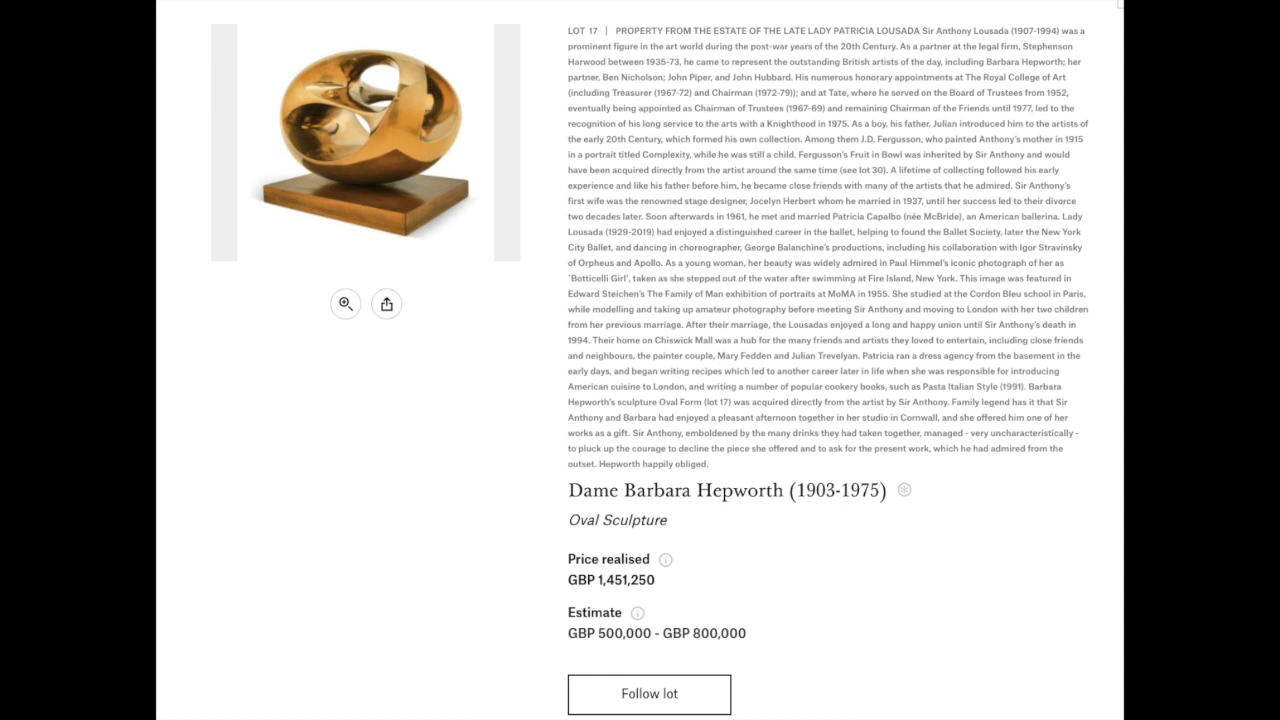 LOT 17 | PROPERTY FROM THE ESTATE OF THE LATE LADY PATRICIA LOUSADA Sir Anthony Lousada (1907-1994) was a
prominent figure in the art world during the post-war years of the 20th Century. As a partner at the legal firm, Stephenson
Harwood between 1935-73, he came to represent the outstanding British artists of the day, including Barbara Hepworth; her
partner, Ben Nicholson; John Piper, and John Hubbard. His numerous honorary appointments at The Royal College of Art
(including Treasurer (1967-72) and Chairman (1972-79)); and at Tate, where he served on the Board of Trustees from 1952,
eventually being appointed as Chairman of Trustees (1967-69) and remaining Chairman of the Friends until 1977, led to the
recognition of his long service to the arts with a Knighthood in 1975. As a boy, his father, Julian introduced him to the artists of
the early 20th Century, which formed his own collection. Among them J.D. Fergusson, who painted Anthony's mother in 1915
in a portrait titled Complexity, while he was still a child. Fergusson's Fruit in Bowl was inherited by Sir Anthony and would
have been acquired directly from the artist around the same time (see lot 30). A lifetime of collecting followed his early
experience and like his father before him, he became close friends with many of the artists that he admired. Sir Anthony's
first wife was the renowned stage designer, Jocelyn Herbert whom he married in 1937, until her success led to their divorce
two decades later. Soon afterwards in 1961, he met and married Patricia Capalbo (née McBride), an American ballerina. Lady
Lousada (1929-2019) had enjoyed a distinguished career in the ballet, helping to found the Ballet Society, later the New York
City Ballet, and dancing in choreographer, George Balanchine's productions, including his collaboration with Igor Stravinsky
of Orpheus and Apollo. As a young woman, her beauty was widely admired in Paul Himmel's iconic photograph of her as
`Botticelli Girl', taken as she stepped out of the water after swimming at Fire Island, New York. This image was featured in
Edward Steichen's The Family of Man exhibition of portraits at MoMA in 1955. She studied at the Cordon Bleu school in Paris,
while modelling and taking up amateur photography before meeting Sir Anthony and moving to London with her two children
from her previous marriage. After their marriage, the Lousadas enjoyed a long and happy union until Sir Anthony's death in
1994. Their home on Chiswick Mall was a hub for the many friends and artists they loved to entertain, including close friends
and neighbours, the painter couple, Mary Fedden and Julian Trevelyan. Patricia ran a dress agency from the basement in the
early days, and began writing recipes which led to another career later in life when she was responsible for introducing
American cuisine to London, and writing a number of popular cookery books, such as Pasta Italian Style (1991). Barbara
Hepworth's sculpture Oval Form (lot 17) was acquired directly from the artist by Sir Anthony. Family legend has it that Sir
Anthony and Barbara had enjoyed a pleasant afternoon together in her studio in Cornwall, and she offered him one of her
works as a gift. Sir Anthony, emboldened by the many drinks they had taken together, managed - very uncharacteristically -
to pluck up the courage to decline the piece she offered and to ask for the present work, which he had admired from the
outset. Hepworth happily obliged.
Dame Barbara Hepworth (1903-1975)
Oval Sculpture
Price realised
GBP 1,451,250
Estimate
GBP 500,000 - GBP 800,000
Follow lot